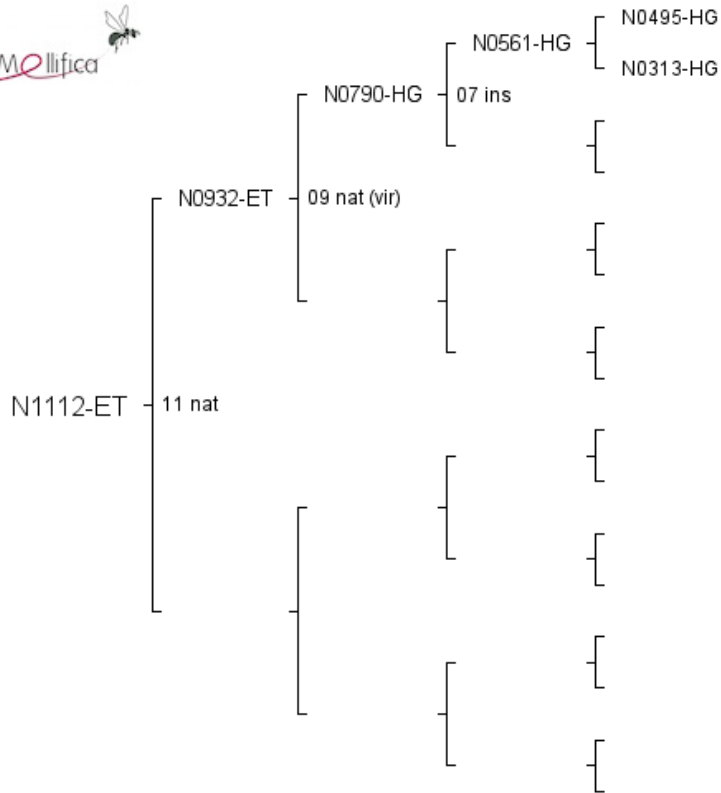 Mellifica
N0495-HG
N0561-HG
N0313-HG
N0790-HG
07 ins
N0932-ET
09 nat (vir)
N1112-ET
11 nat